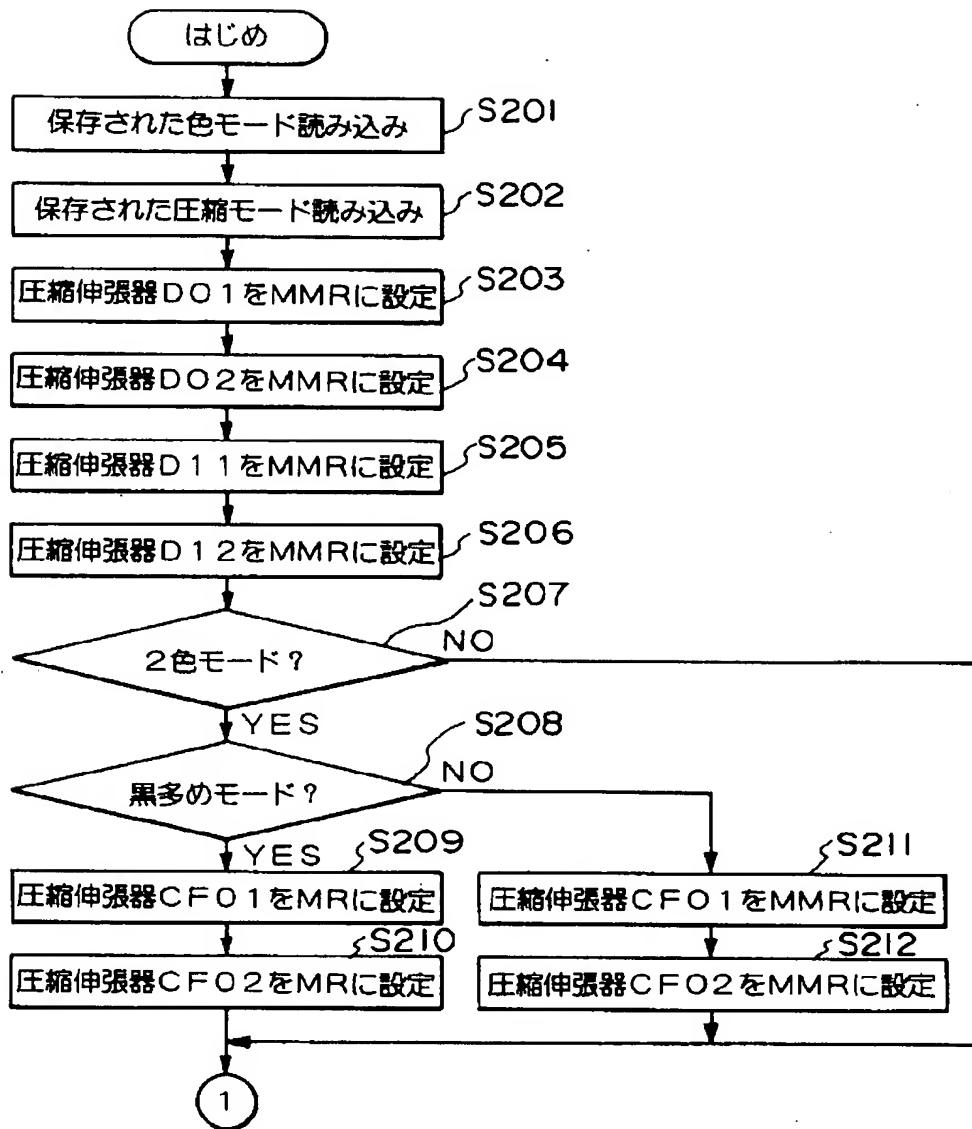 はじめ
保存された色モード読み込み
S201
保存された圧縮モード読み込み
S202
圧縮伸張器D01をMMRに設定
S203
圧縮伸張器D02をMMRに設定
S204
圧縮伸張器D11をMMRに設定
S205
圧縮伸張器D12をMMRに設定
S206
2色モード?
S207
NO
YES
黒多めモード?
S208
NO
YES
圧縮伸張器CF01をMRに設定
S209
圧縮伸張器CF01をMMRに設定
S211
圧縮伸張器CF02をMRに設定
S210
圧縮伸張器CF02をMMRに設定
S212
1